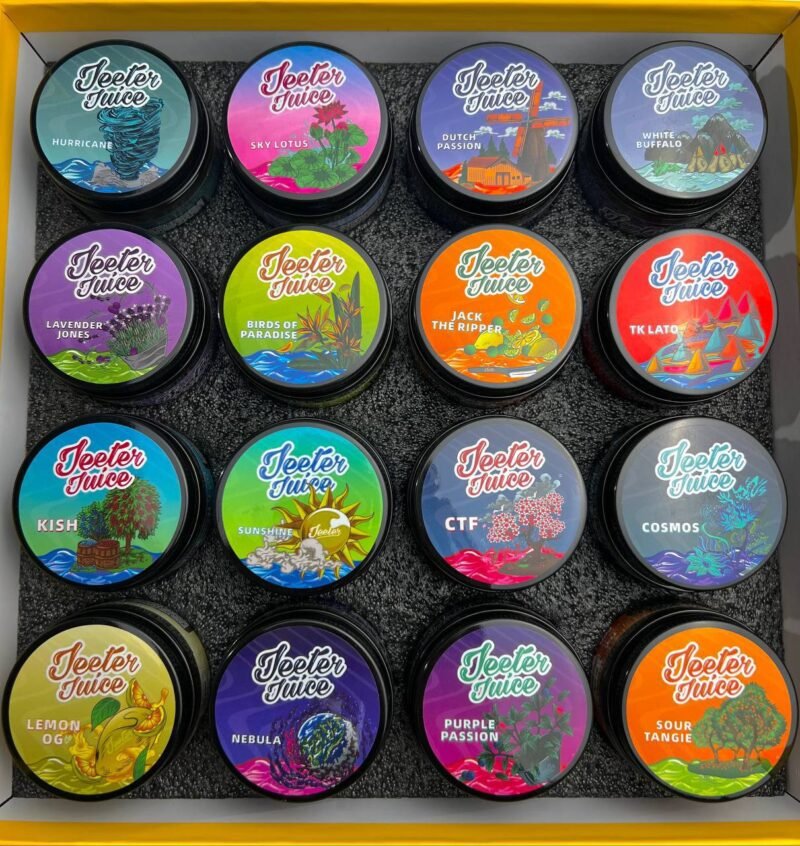 Jeeter
Juice
HURRICANE
Jeeter
Juice
SKY LOTUS
Jeeter
Juice
DUTCH
PASSION
Jeeter
Juice
WHITE
BUFFALO
Jeeter
Juice
LAVENDER
JONES
Jeeter
Juice
BIRDS OF
PARADISE
Jeeter
Juice
JACK
THE RIPPER
Jeeter
Juice
TK LATO
Jeeter
Juice
KISH
Jeeter
Juice
SUNSHINE
Jeeter
Jeeter
Juice
CTF
Jeeter
Juice
COSMOS
Jeeter
Juice
LEMON
OG
Jeeter
Juice
NEBULA
Jeeter
Juice
PURPLE
PASSION
Jeeter
Juice
SOUR
TANGIE